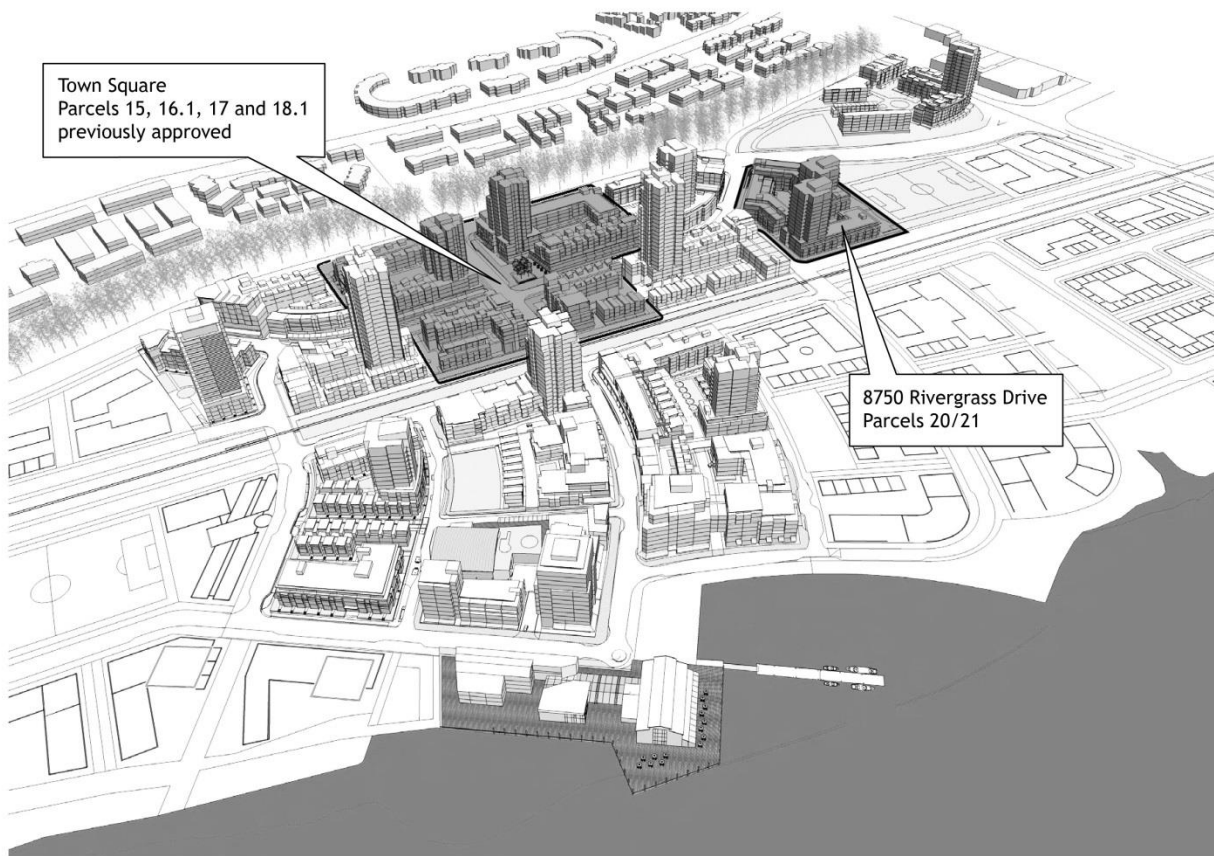 Town Square
Parcels 15, 16.1, 17 and 18.1
previously approved
8750 Rivergrass Drive
Parcels 20/21